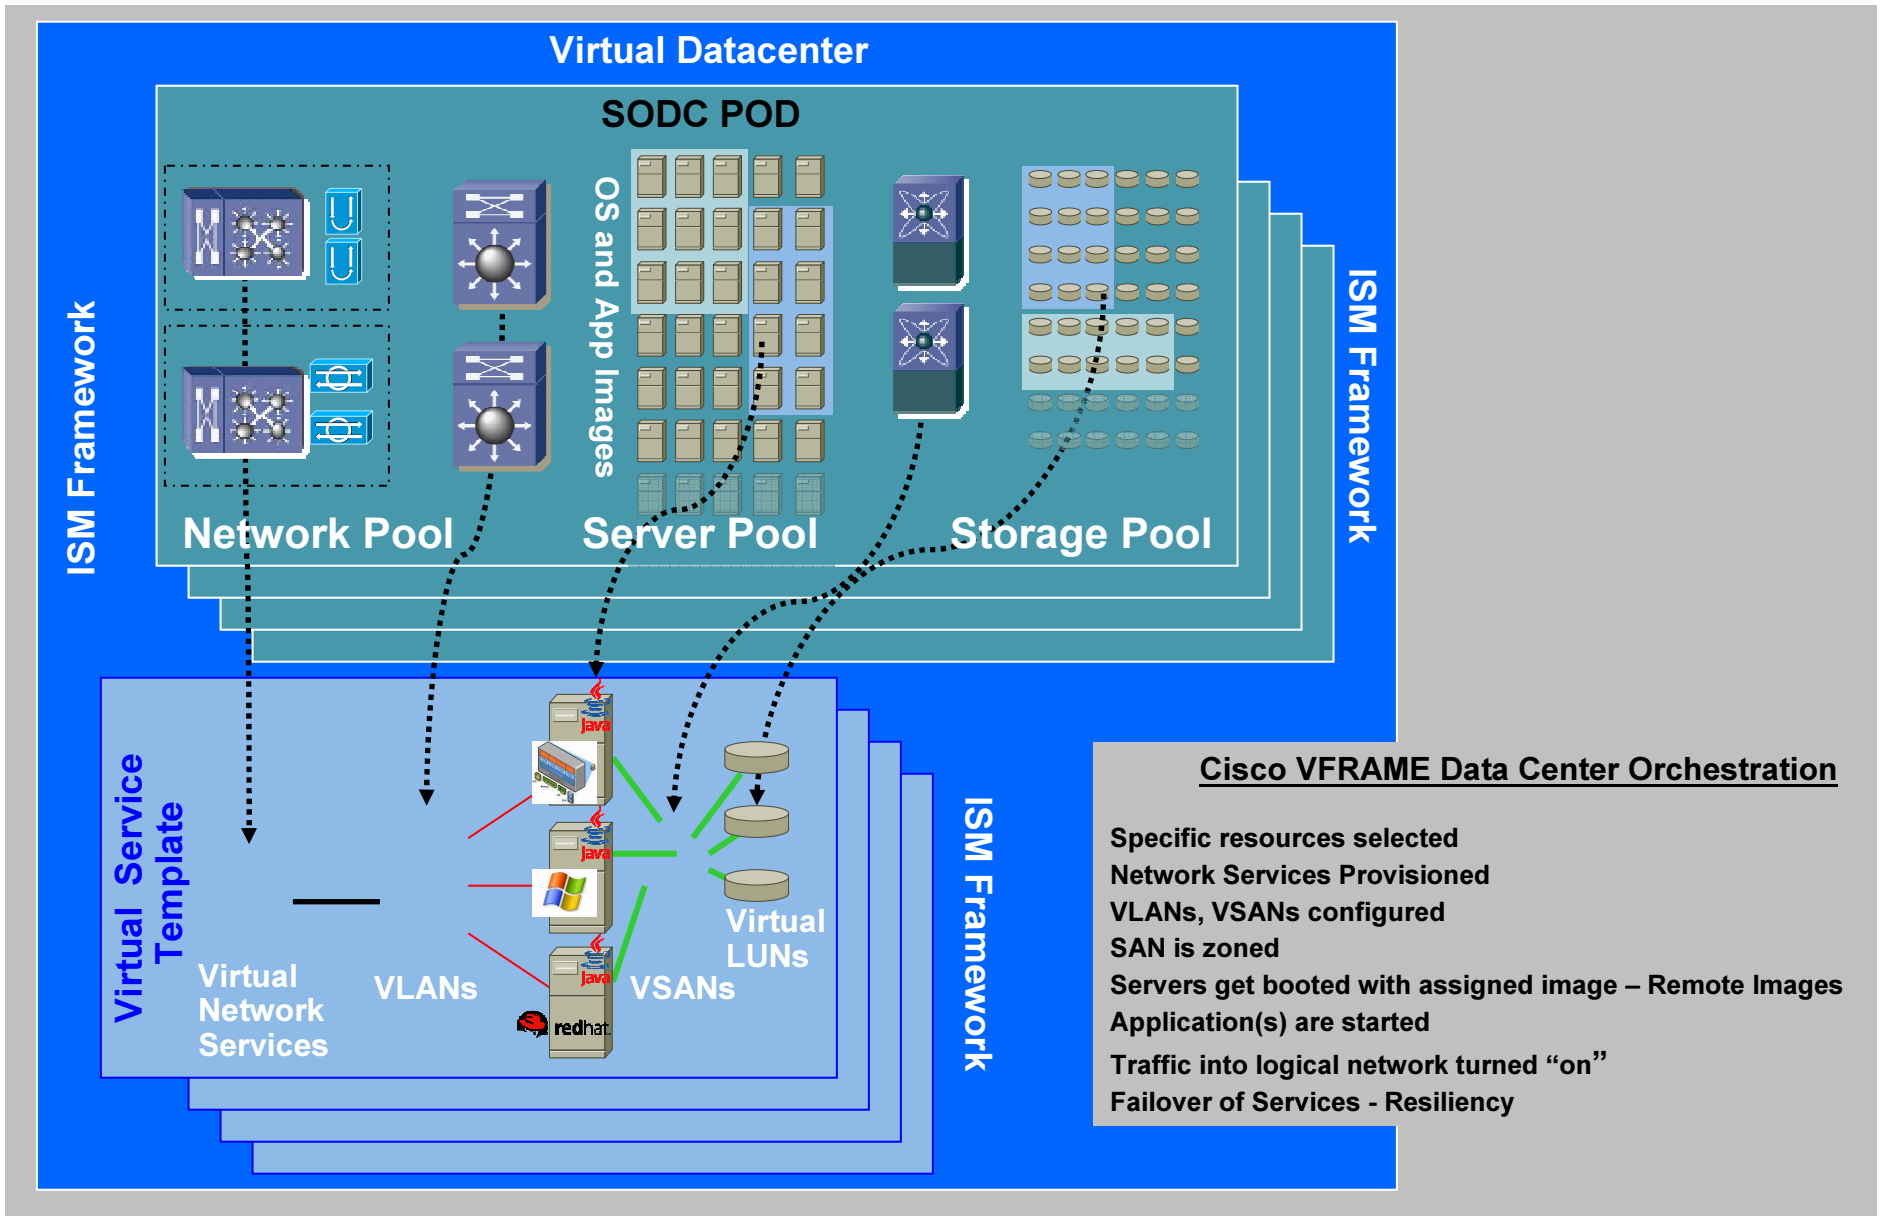 Virtual Datacenter
SODC POD
OS and App Images
ISM Framework
ISM Framework
Network Pool
Server Pool
Storage Pool
Virtual Service
Template
Java
Java
Java
redhat.
Virtual
Network
Services
VLANs
VSANs
Virtual
LUNs
ISM Framework
Cisco VFRAME Data Center Orchestration
Specific resources selected
Network Services Provisioned
VLANs, VSANs configured
SAN is zoned
Servers get booted with assigned image – Remote Images
Application(s) are started
Traffic into logical network turned “on”
Failover of Services - Resiliency